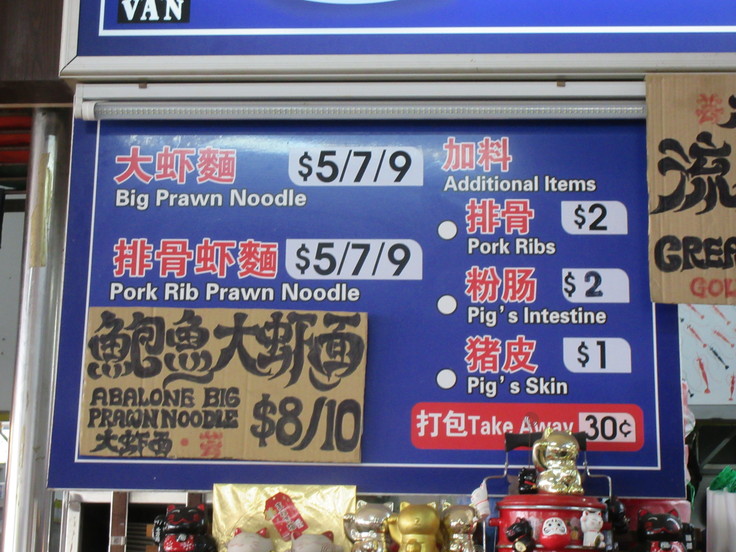 VAN
大虾麵 $5/7/9
Big Prawn Noodle
排骨虾麵 $5/7/9
Pork Rib Prawn Noodle
鮑魚大虾面
ABALONE BIG
PRAWN NOODLE
大虾面
$8/10
加料
Additional Items
排骨 $2
Pork Ribs
粉肠 $2
Pig's Intestine
猪皮 $1
Pig's Skin
打包Take Away 30¢
流